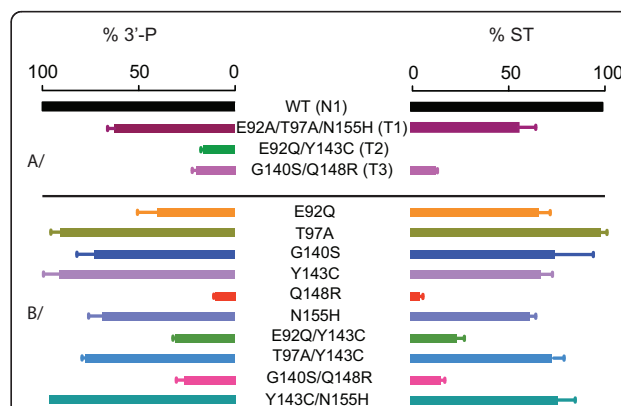 % 3'-P % ST
100 50 0 0 50 100
WT (N1)
E92A/T97A/N155H (T1)
E92Q/Y143C (T2)
A/
G140S/Q148R (T3)
E92Q
T97A
G140S
Y143C
Q148R
B/ N155H
E92Q/Y143C
T97A/Y143C
G140S/Q148R
Y143C/N155H